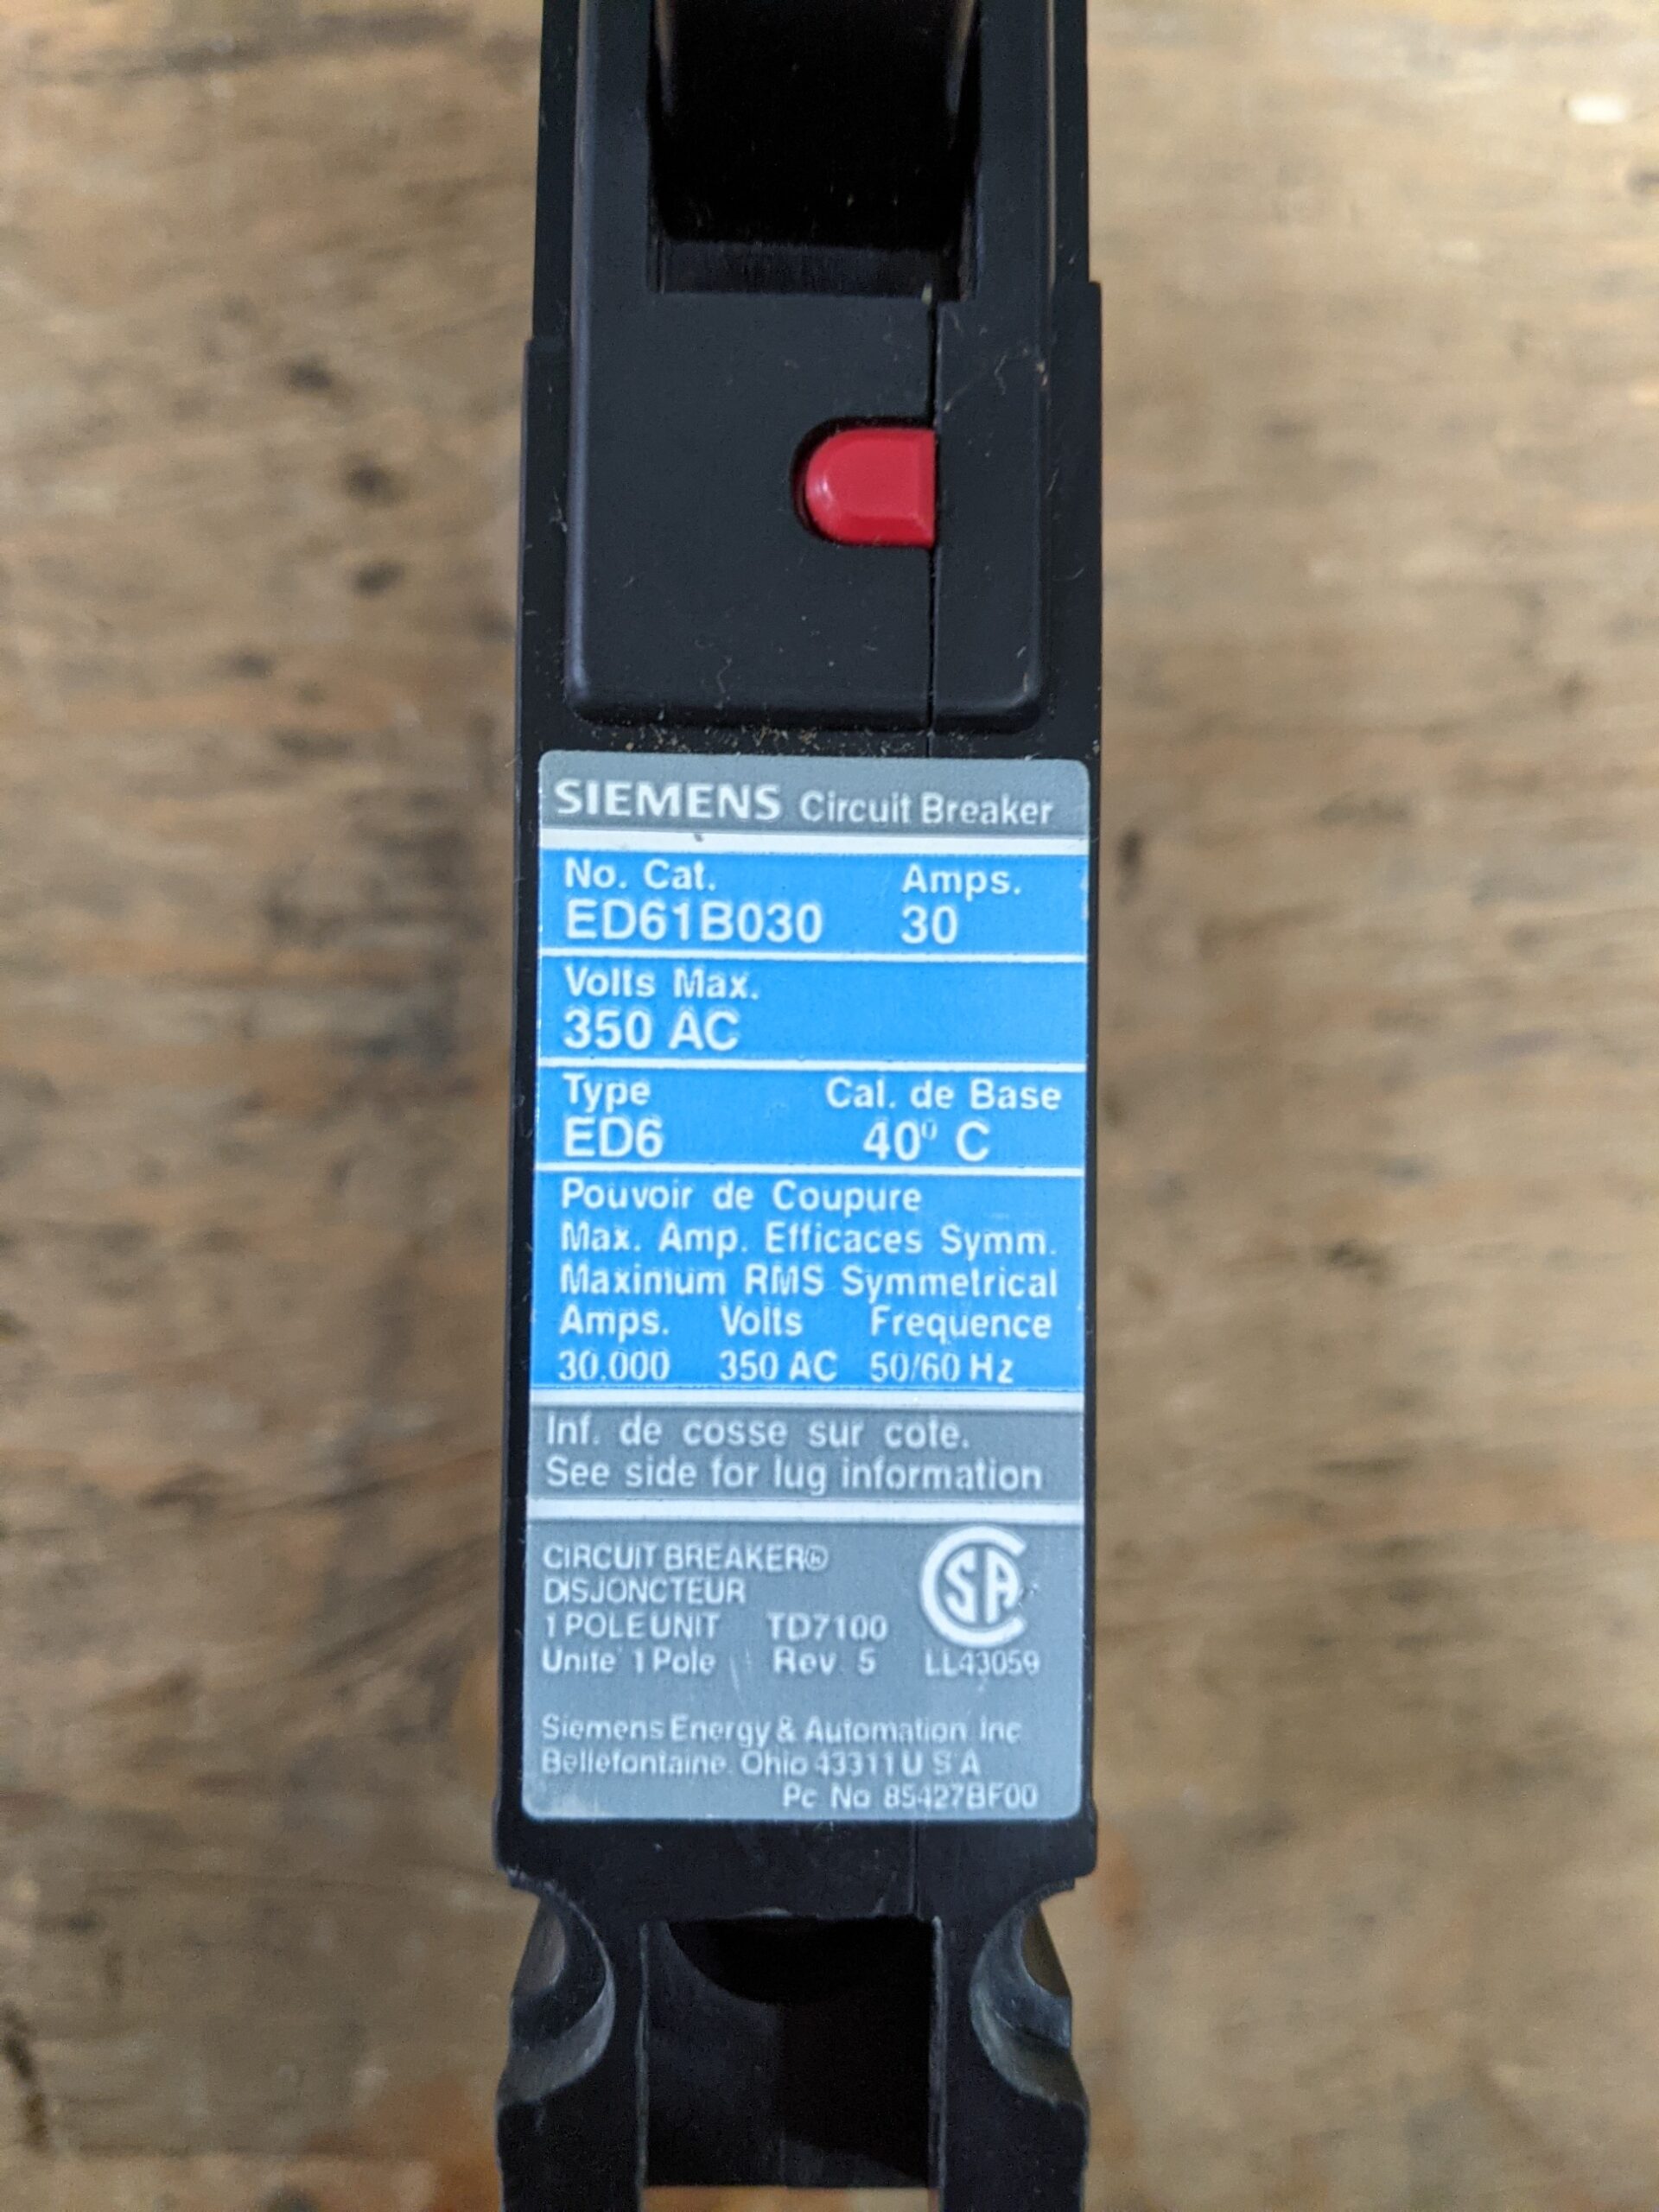 SIEMENS Circuit Breaker
No. Cat. Amps.
ED61B030 30
Volts Max.
350 AC
Type Cal. de Base
ED6 40° C
Pouvoir de Coupure
Max. Amp. Efficaces Symm.
Maximum RMS Symmetrical
Amps. Volts Frequence
30.000 350 AC 50/60 Hz
Inf. de cosse sur cote.
See side for lug information
CIRCUIT BREAKER
DISJONCTEUR
1 POLE UNIT TD7100
Unite' 1 Pole Rev. 5
CSA
LL43059
Siemens Energy & Automation Inc
Bellefontaine. Ohio 43311 U S A
Pc No 85427BF00